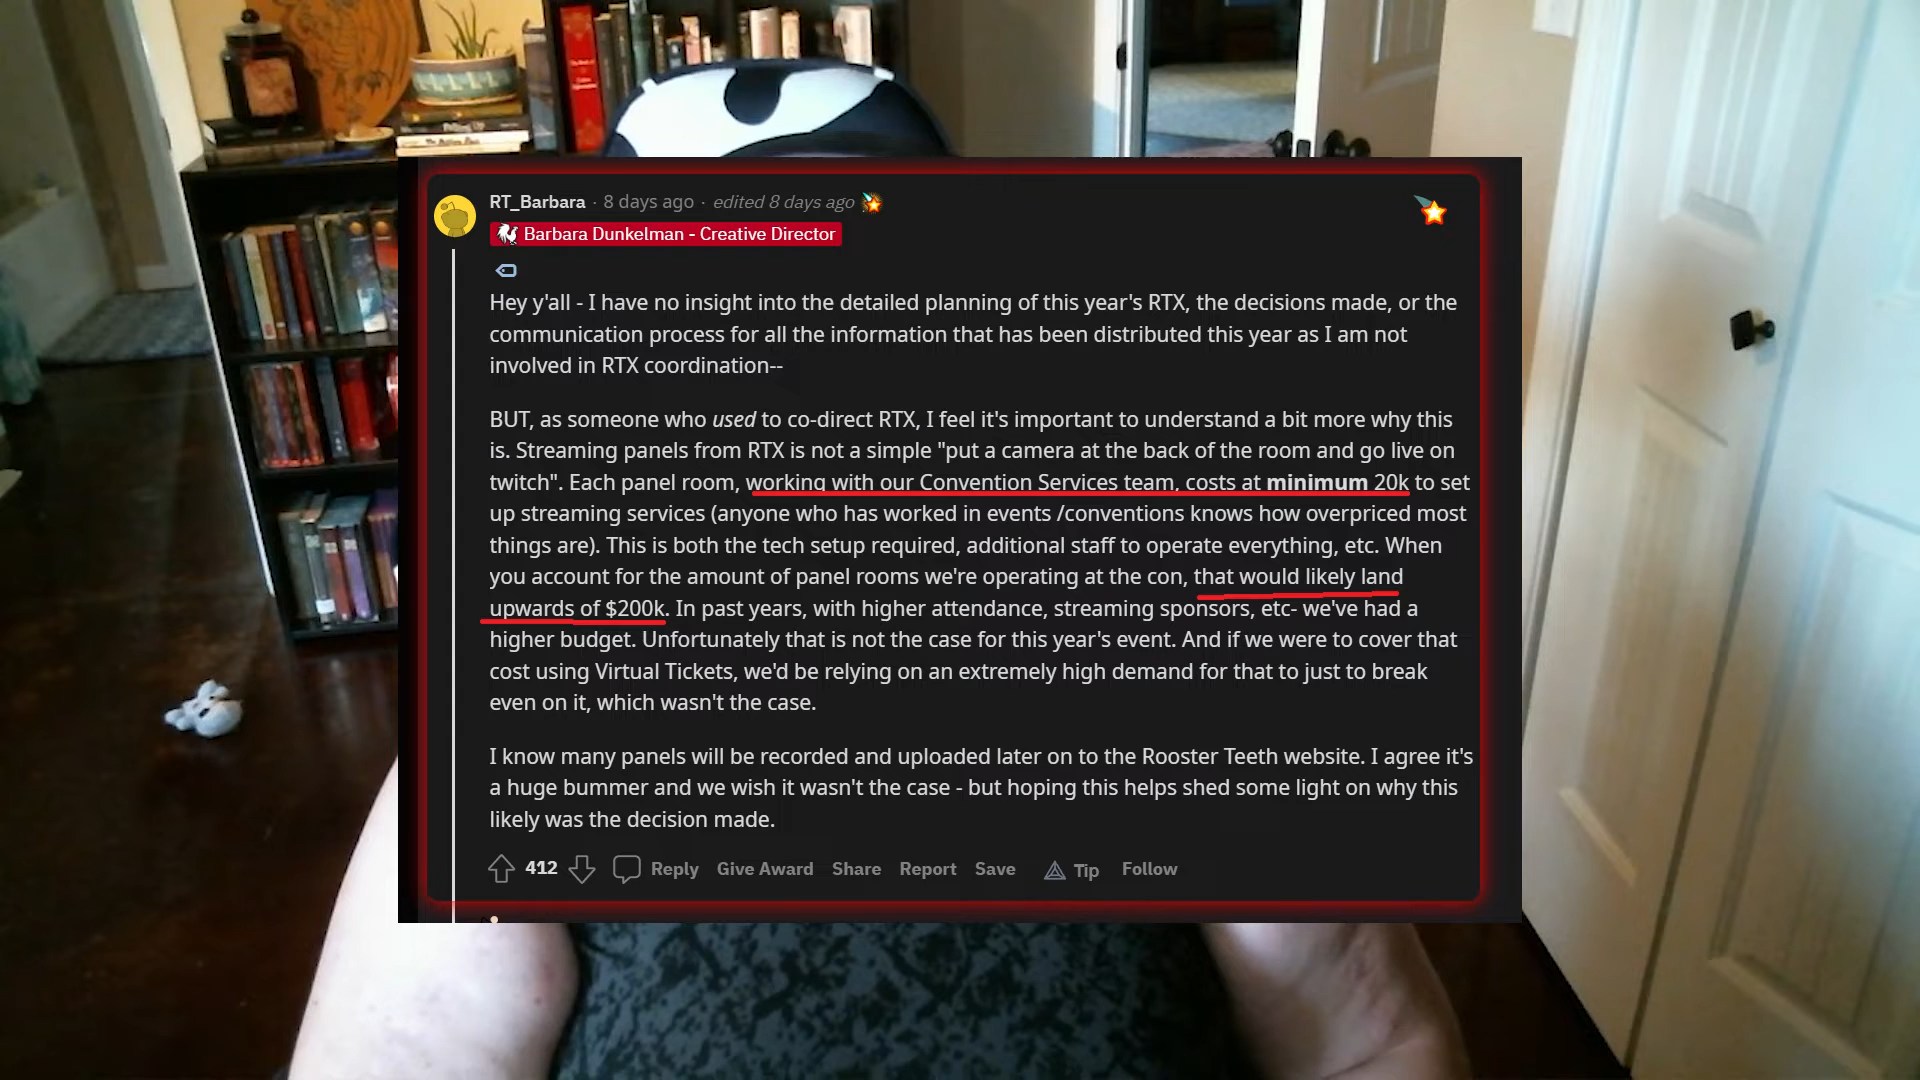 RT_Barbara · 8 days ago · edited 8 days ago
Barbara Dunkelman - Creative Director
Hey y'all - I have no insight into the detailed planning of this year's RTX, the decisions made, or the
communication process for all the information that has been distributed this year as I am not
involved in RTX coordination--
BUT, as someone who used to co-direct RTX, I feel it's important to understand a bit more why this
is. Streaming panels from RTX is not a simple "put a camera at the back of the room and go live on
twitch". Each panel room, working with our Convention Services team, costs at minimum 20k to set
up streaming services (anyone who has worked in events /conventions knows how overpriced most
things are). This is both the tech setup required, additional staff to operate everything, etc. When
you account for the amount of panel rooms we're operating at the con, that would likely land
upwards of $200k. In past years, with higher attendance, streaming sponsors, etc- we've had a
higher budget. Unfortunately that is not the case for this year's event. And if we were to cover that
cost using Virtual Tickets, we'd be relying on an extremely high demand for that to just to break
even on it, which wasn't the case.
I know many panels will be recorded and uploaded later on to the Rooster Teeth website. I agree it's
a huge bummer and we wish it wasn't the case - but hoping this helps shed some light on why this
likely was the decision made.
412 Reply Give Award Share Report Save Tip Follow